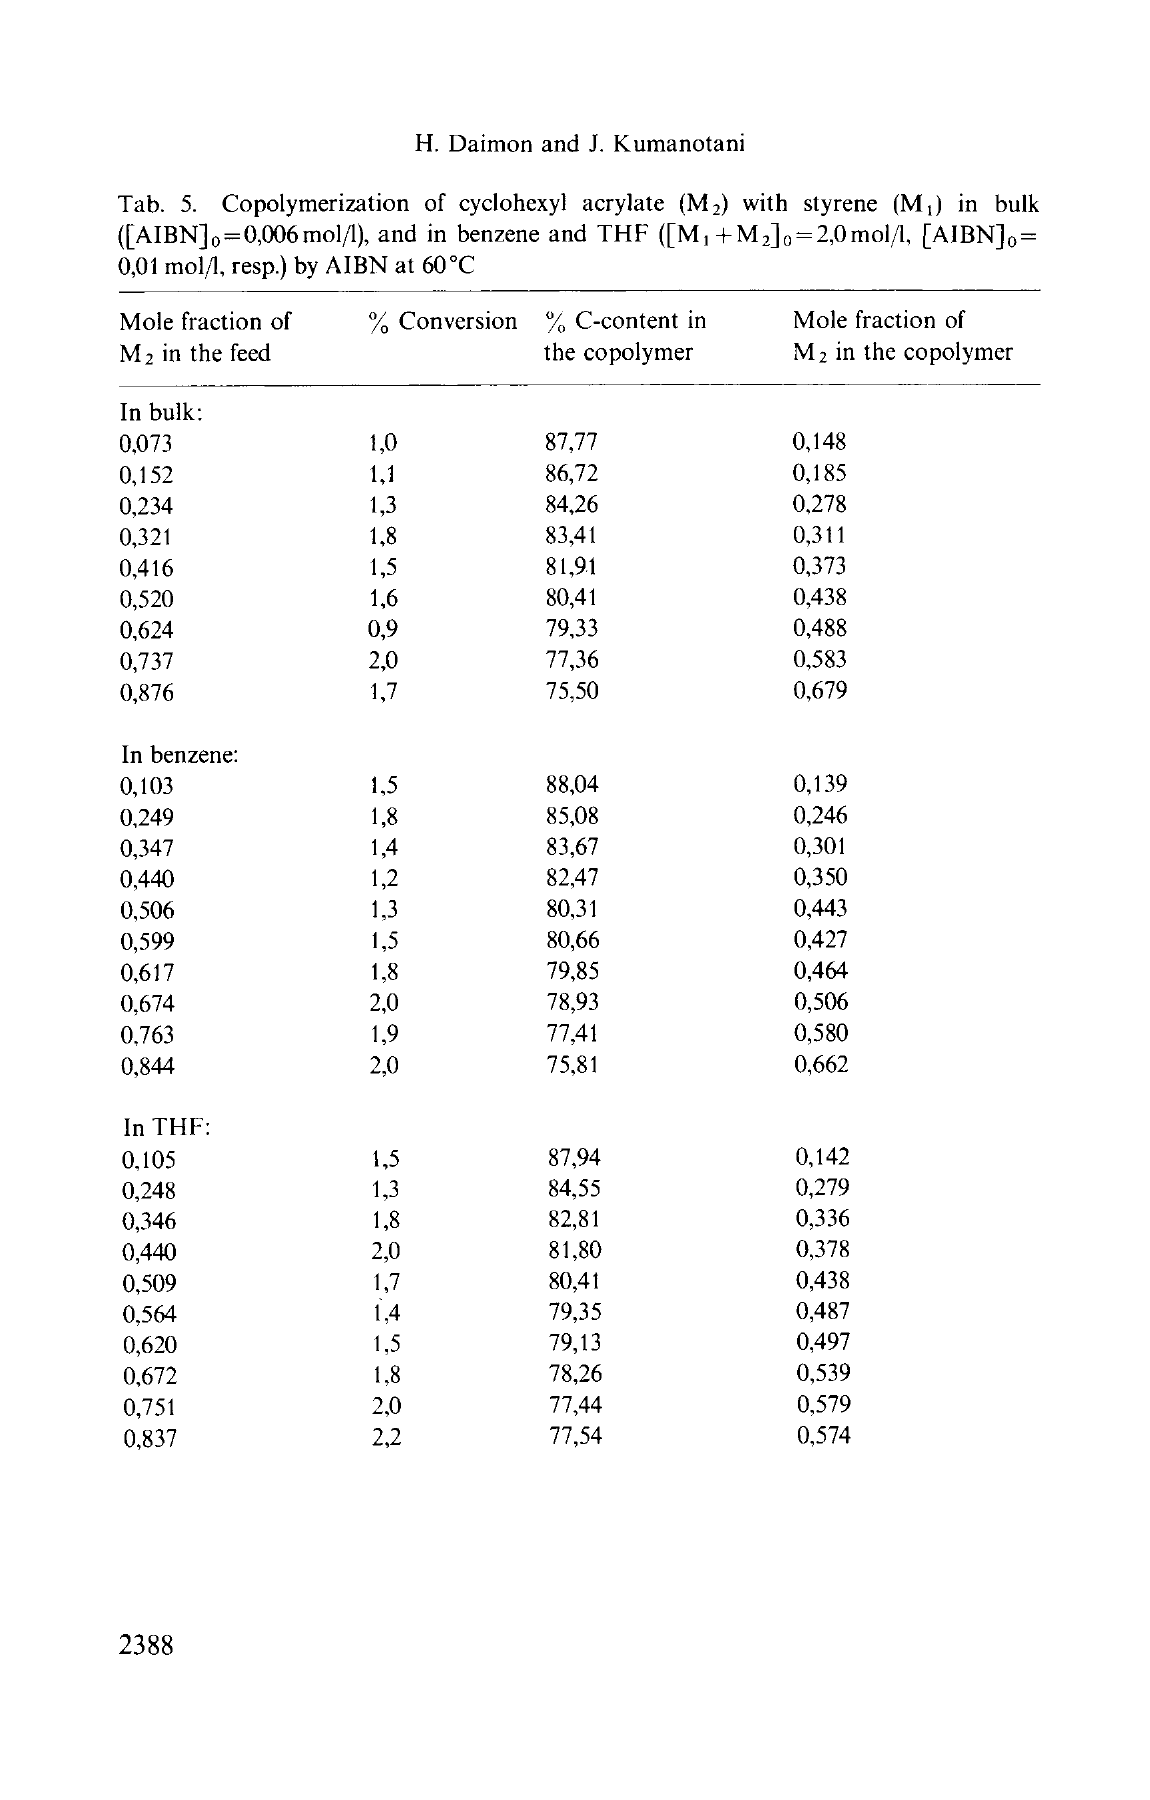 H. Daimon and J. Kumanotani
Tab. 5. Copolymerization of cyclohexyl acrylate (M₂) with styrene (M₁) in bulk
([AIBN]₀=0,006 mol/l), and in benzene and THF ([M₁+M₂]₀=2,0 mol/l, [AIBN]₀=
0,01 mol/l, resp.) by AIBN at 60°C
Mole fraction of % Conversion % C-content in Mole fraction of
M₂ in the feed the copolymer M₂ in the copolymer
In bulk:
0,073 1,0 87,77 0,148
0,152 1,1 86,72 0,185
0,234 1,3 84,26 0,278
0,321 1,8 83,41 0,311
0,416 1,5 81,91 0,373
0,520 1,6 80,41 0,438
0,624 0,9 79,33 0,488
0,737 2,0 77,36 0,583
0,876 1,7 75,50 0,679
In benzene:
0,103 1,5 88,04 0,139
0,249 1,8 85,08 0,246
0,347 1,4 83,67 0,301
0,440 1,2 82,47 0,350
0,506 1,3 80,31 0,443
0,599 1,5 80,66 0,427
0,617 1,8 79,85 0,464
0,674 2,0 78,93 0,506
0,763 1,9 77,41 0,580
0,844 2,0 75,81 0,662
In THF:
0,105 1,5 87,94 0,142
0,248 1,3 84,55 0,279
0,346 1,8 82,81 0,336
0,440 2,0 81,80 0,378
0,509 1,7 80,41 0,438
0,564 1,4 79,35 0,487
0,620 1,5 79,13 0,497
0,672 1,8 78,26 0,539
0,751 2,0 77,44 0,579
0,837 2,2 77,54 0,574
2388